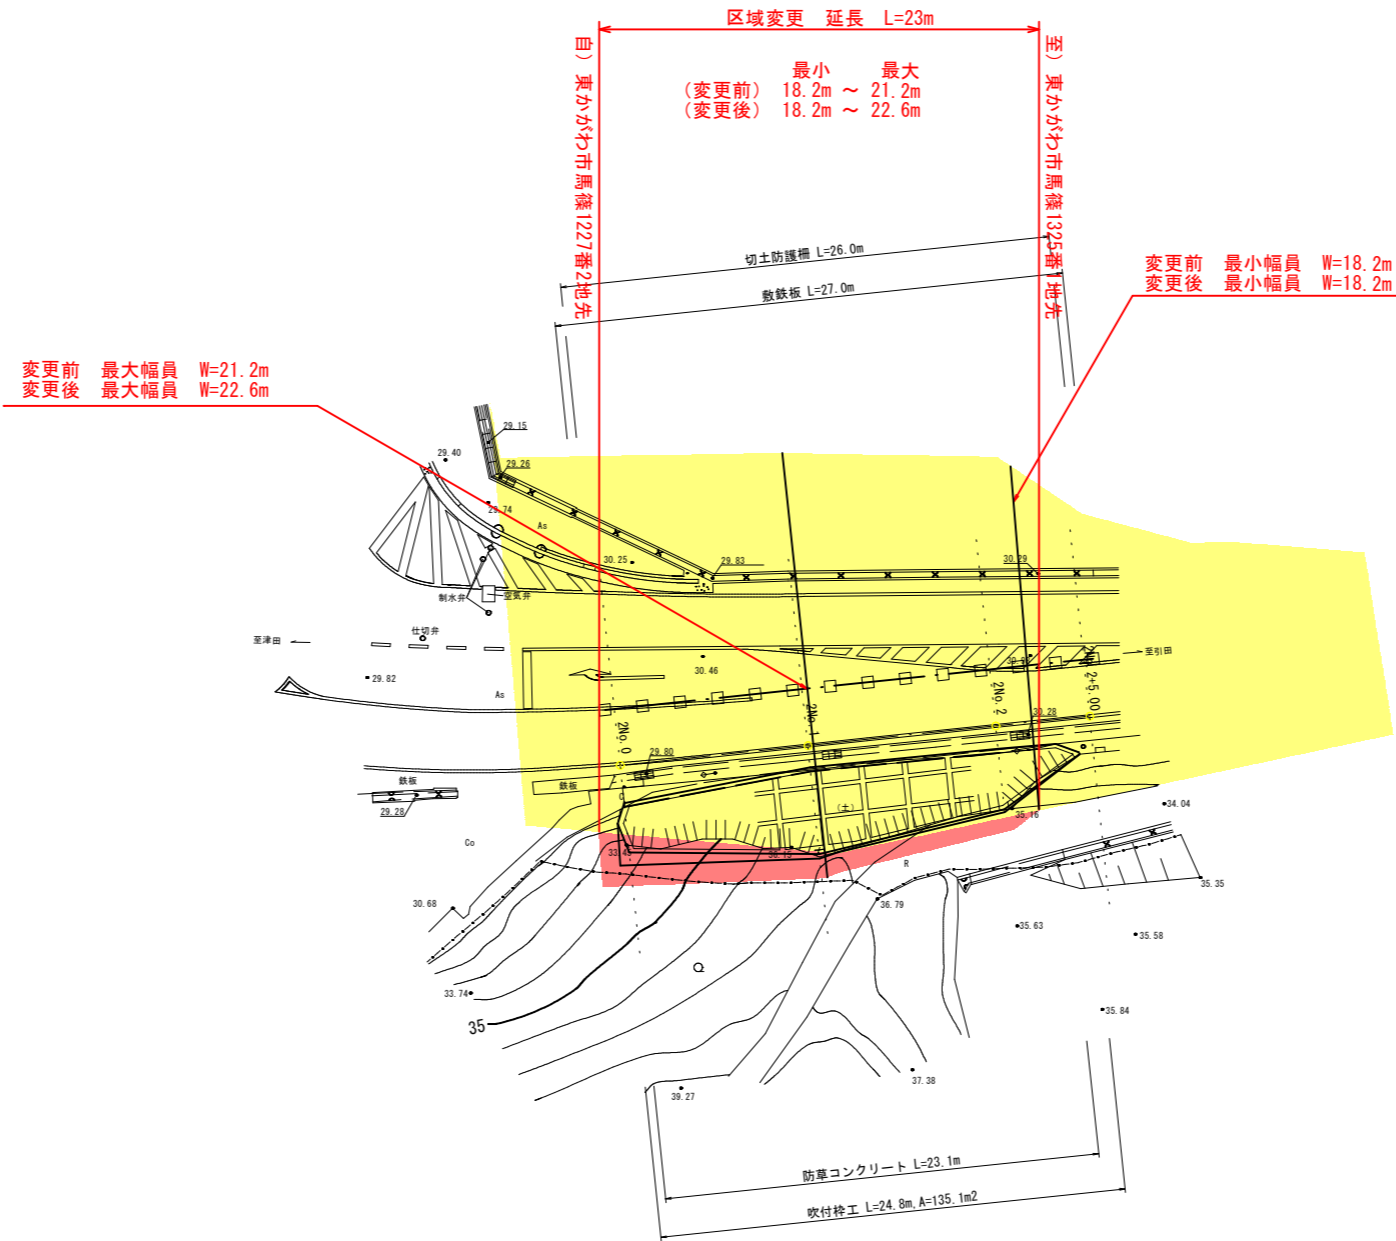 区域変更　延長　L=23m
自）東かがわ市馬篠1227番2地先
至）東かがわ市馬篠1325番1地先
最小　最大
（変更前）　18.2m ～ 21.2m
（変更後）　18.2m ～ 22.6m
切土防護柵 L=26.0m
敷鉄板 L=27.0m
変更前　最小幅員　W=18.2m
変更後　最小幅員　W=18.2m
変更前　最大幅員　W=21.2m
変更後　最大幅員　W=22.6m
29.15
29.40
29.26
29.74
As
30.25
29.83
30.29
制水弁
空気弁
仕切弁
至津田
30.46
至引田
29.82
As
2No.0
2No.1
2No.2
2No.2+5.00
30.28
29.80
鉄板
鉄板
29.28
(土)
35.16
34.04
Co
36.15
R
35.35
30.68
36.79
35.63
35.58
33.74
35
35.84
37.38
39.27
防草コンクリート L=23.1m
吹付枠工 L=24.8m,A=135.1m2